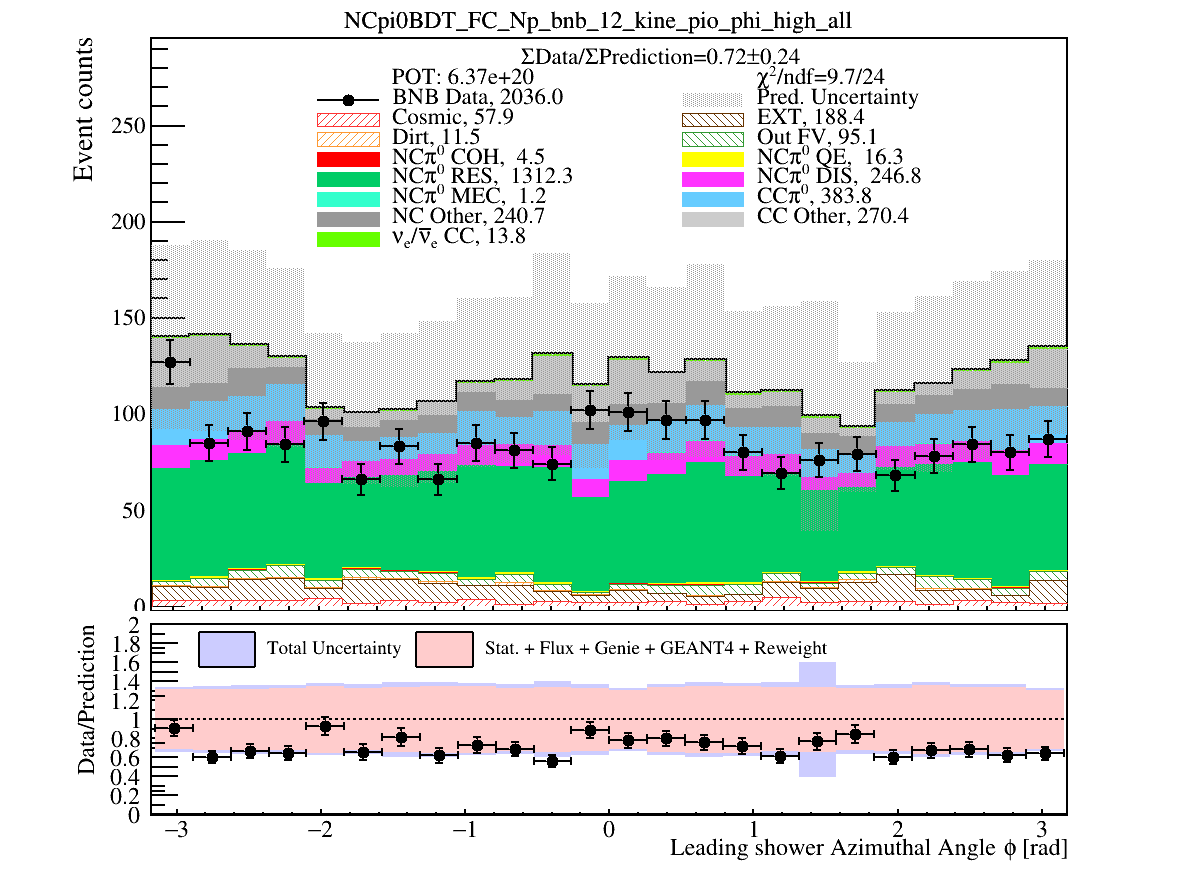 NCpi0BDT_FC_Np_bnb_12_kine_pio_phi_high_all
ΣData/ΣPrediction=0.72±0.24
POT: 6.37e+20
χ²/ndf=9.7/24
BNB Data, 2036.0
Pred. Uncertainty
Cosmic, 57.9
EXT, 188.4
Dirt, 11.5
Out FV, 95.1
NCπ⁰ COH, 4.5
NCπ⁰ QE, 16.3
NCπ⁰ RES, 1312.3
NCπ⁰ DIS, 246.8
NCπ⁰ MEC, 1.2
CCπ⁰, 383.8
NC Other, 240.7
CC Other, 270.4
νₑ/ν̅ₑ CC, 13.8
Event counts
250
200
150
100
50
0
Total Uncertainty
Stat. + Flux + Genie + GEANT4 + Reweight
Data/Prediction
2
1.8
1.6
1.4
1.2
1
0.8
0.6
0.4
0.2
0
−3 −2 −1 0 1 2 3
Leading shower Azimuthal Angle ϕ [rad]